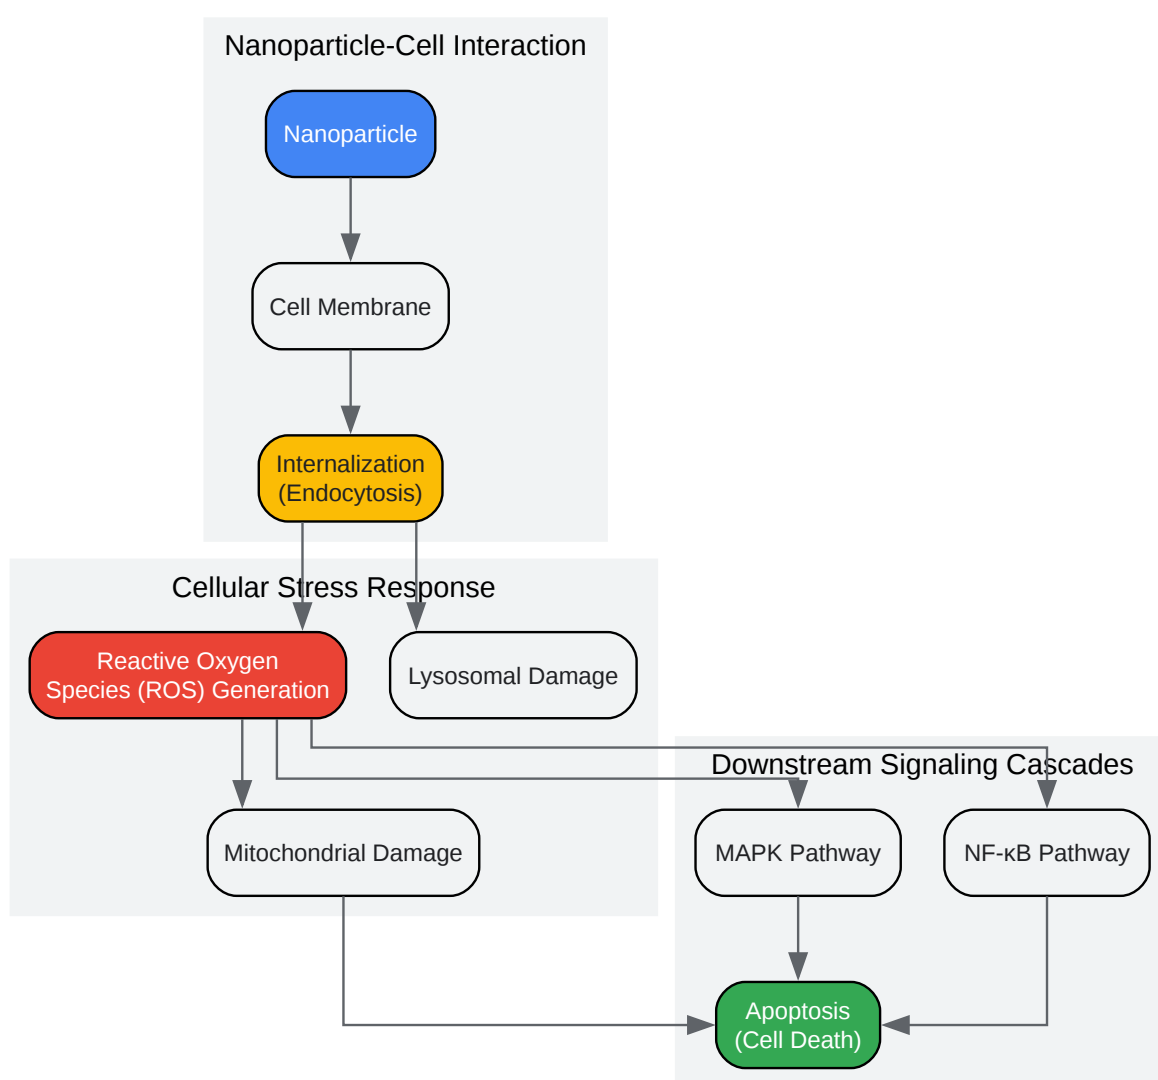 Nanoparticle-Cell Interaction
Nanoparticle
Cell Membrane
Internalization
(Endocytosis)
Cellular Stress Response
Reactive Oxygen
Species (ROS) Generation
Lysosomal Damage
Mitochondrial Damage
Downstream Signaling Cascades
MAPK Pathway
NF-κB Pathway
Apoptosis
(Cell Death)